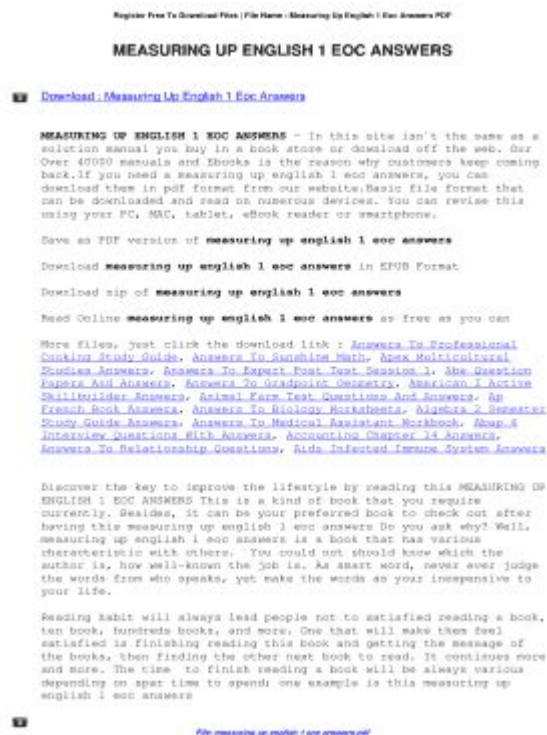 Register Free To Download Files | File Name : Measuring Up English 1 Eoc Answers PDF
MEASURING UP ENGLISH 1 EOC ANSWERS
Download : Measuring Up English 1 Eoc Answers
MEASURING UP ENGLISH 1 EOC ANSWERS - In this site isn't the same as a
solution manual you buy in a book store or download off the web. Our
Over 40000 manuals and Ebooks is the reason why customers keep coming
back.If you need a measuring up english 1 eoc answers, you can
download them in pdf format from our website.Basic file format that
can be downloaded and read on numerous devices. You can revise this
using your PC, MAC, tablet, eBook reader or smartphone.
Save as PDF version of measuring up english 1 eoc answers
Download measuring up english 1 eoc answers in EPUB Format
Download zip of measuring up english 1 eoc answers
Read Online measuring up english 1 eoc answers as free as you can
More files, just click the download link : Answers To Professional
Cooking Study Guide, Answers To Sunshine Math, Apex Multicultural
Studies Answers, Answers To Expert Post Test Session 1, Abe Question
Papers And Answers, Answers To Gradpoint Geometry, American I Active
Skillbuilder Answers, Animal Farm Test Questions And Answers, Ap
French Book Answers, Answers To Biology Worksheets, Algebra 2 Semester
Study Guide Answers, Answers To Medical Assistant Workbook, Abap 4
Interview Questions With Answers, Accounting Chapter 14 Answers,
Answers To Relationship Questions, Aids Infected Immune System Answers
Discover the key to improve the lifestyle by reading this MEASURING UP
ENGLISH 1 EOC ANSWERS This is a kind of book that you require
currently. Besides, it can be your preferred book to check out after
having this measuring up english 1 eoc answers Do you ask why? Well,
measuring up english 1 eoc answers is a book that has various
characteristic with others. You could not should know which the
author is, how well-known the job is. As smart word, never ever judge
the words from who speaks, yet make the words as your inexpensive to
your life.
Reading habit will always lead people not to satisfied reading a book,
ten book, hundreds books, and more. One that will make them feel
satisfied is finishing reading this book and getting the message of
the books, then finding the other next book to read. It continues more
and more. The time to finish reading a book will be always various
depending on spar time to spend; one example is this measuring up
english 1 eoc answers
File: measuring up english 1 eoc answers.pdf